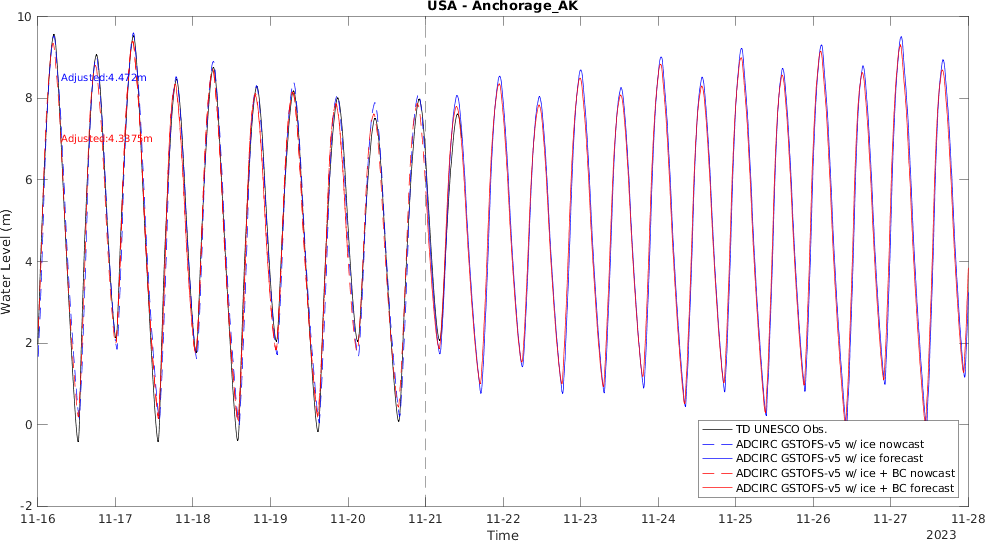 USA - Anchorage_AK
10
8
6
4
2
0
-2
Water Level (m)
Adjusted:4.472m
Adjusted:4.3375m
TD UNESCO Obs.
ADCIRC GSTOFS-v5 w/ ice nowcast
ADCIRC GSTOFS-v5 w/ ice forecast
ADCIRC GSTOFS-v5 w/ ice + BC nowcast
ADCIRC GSTOFS-v5 w/ ice + BC forecast
11-16 11-17 11-18 11-19 11-20 11-21 11-22 11-23 11-24 11-25 11-26 11-27 11-28
Time
2023